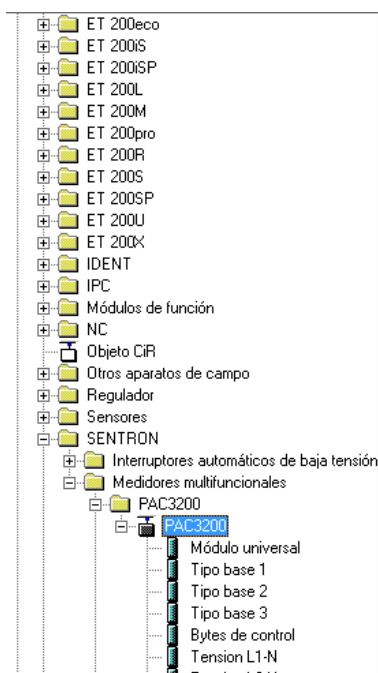 ET 200eco
ET 200iS
ET 200iSP
ET 200L
ET 200M
ET 200pro
ET 200R
ET 200S
ET 200SP
ET 200U
ET 200X
IDENT
IPC
Módulos de función
NC
Objeto CiR
Otros aparatos de campo
Regulador
Sensores
SENTRON
Interruptores automáticos de baja tensión
Medidores multifuncionales
PAC3200
PAC3200
Módulo universal
Tipo base 1
Tipo base 2
Tipo base 3
Bytes de control
Tension L1-N